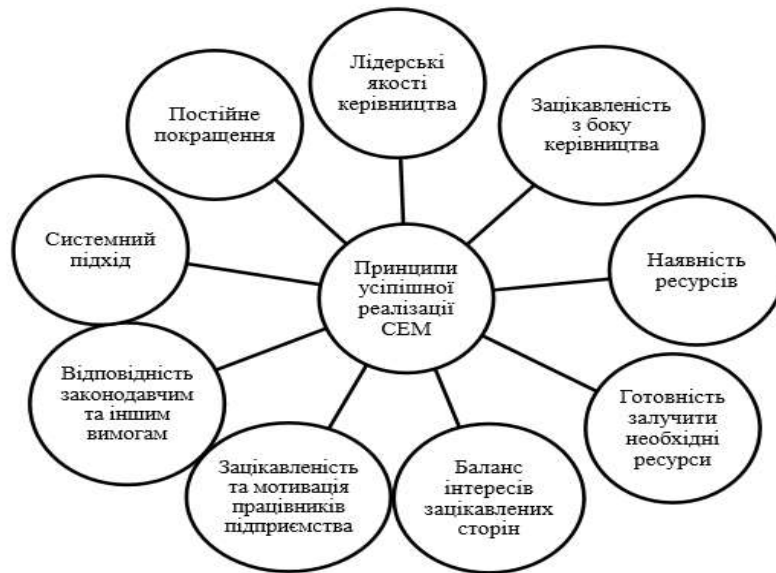 Лідерські
якості
керівництва
Зацікавленість
з боку
керівництва
Постійне
покращення
Системний
підхід
Принципи
усіпішної
реалізації
СЕМ
Наявність
ресурсів
Відповідність
законодавчим
та іншим
вимогам
Готовність
залучити
необхідні
ресурси
Зацікавленість
та мотивація
працівників
підприємства
Баланс
інтересів
зацікавлених
сторін